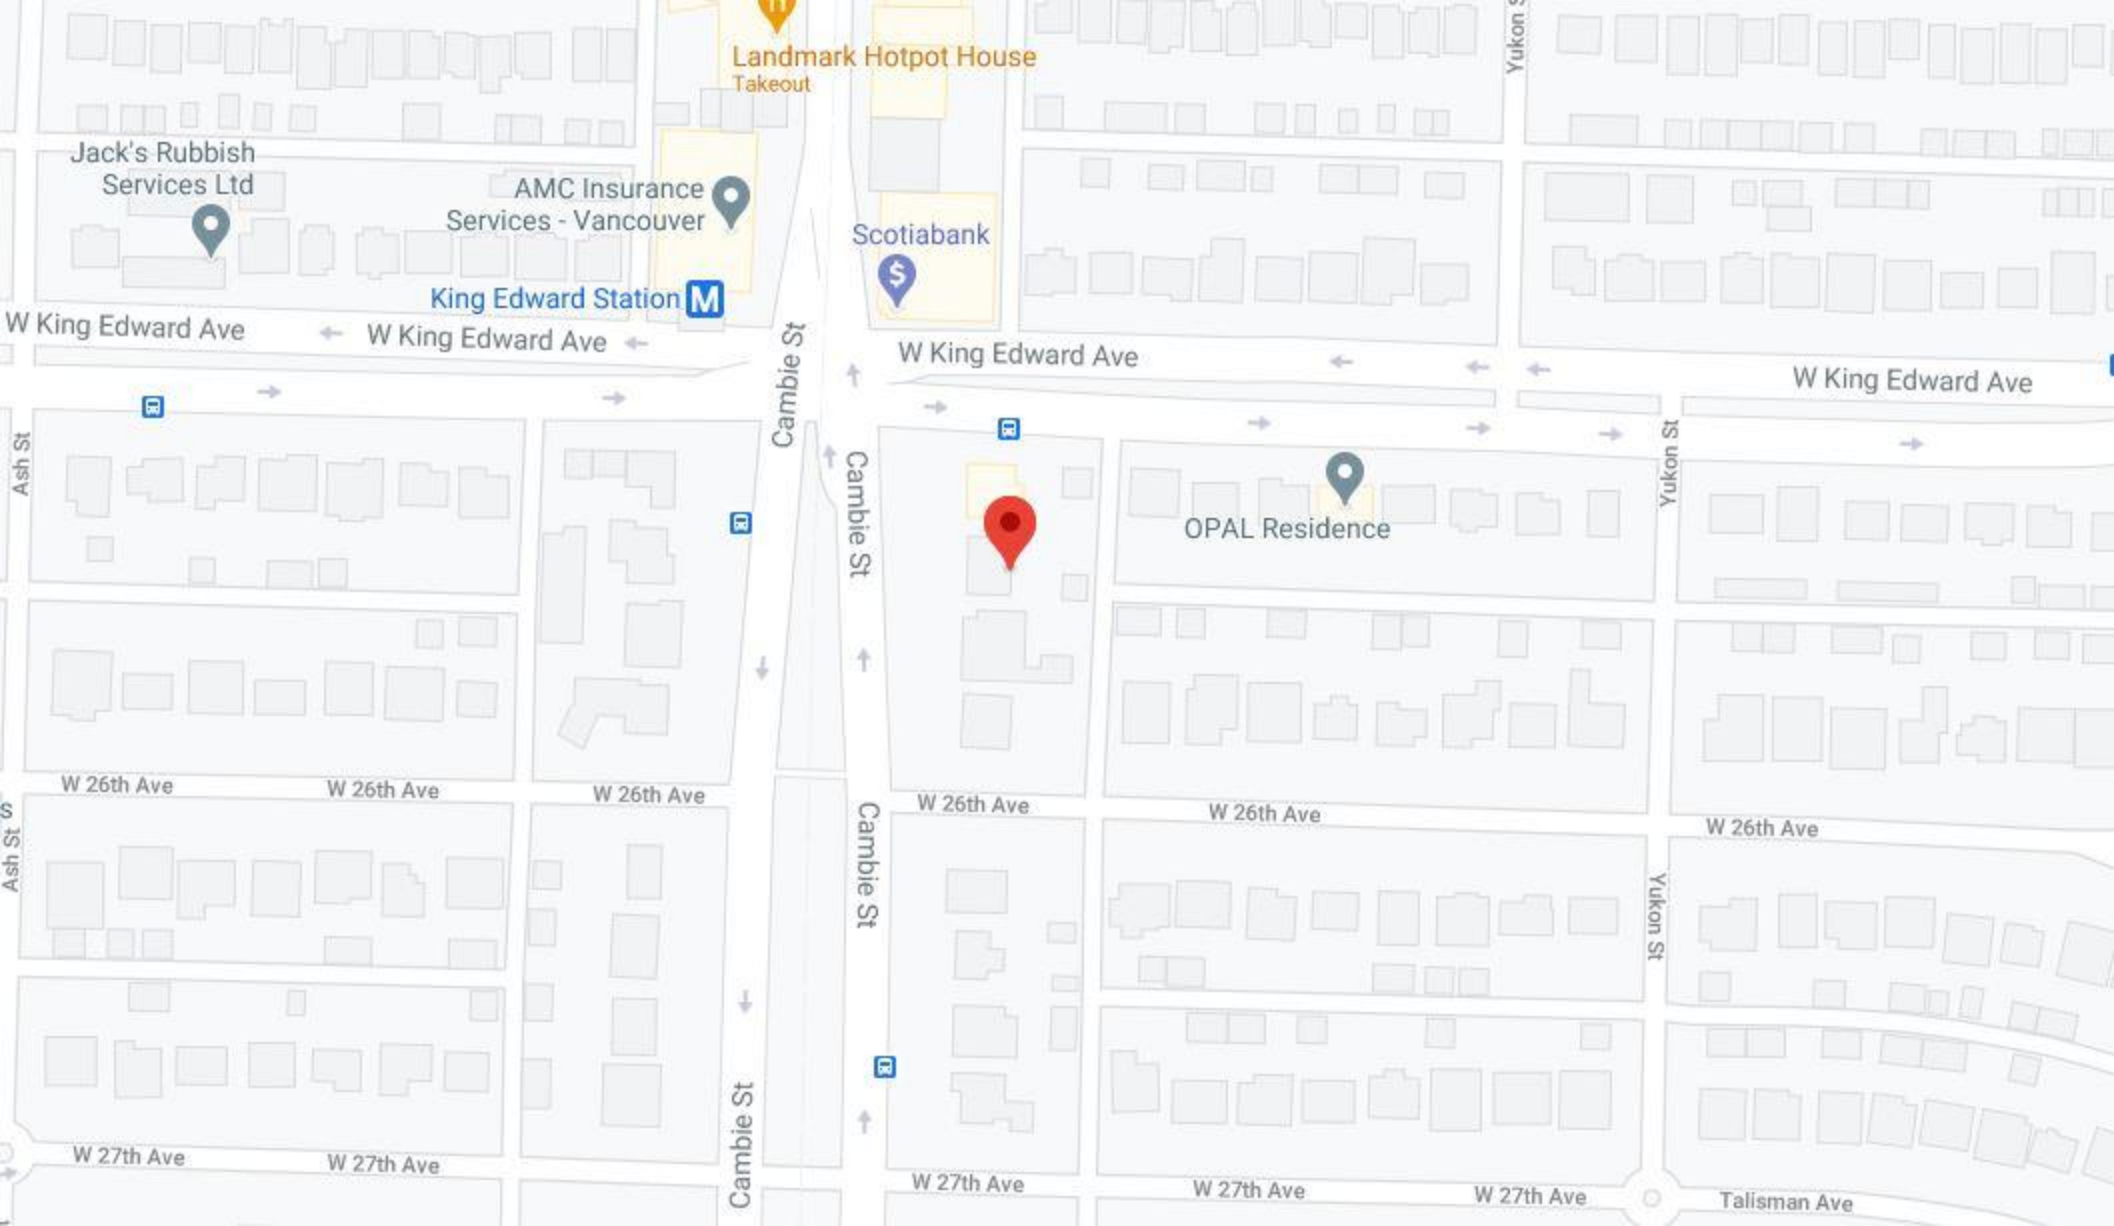 Yukon S
Landmark Hotpot House
Takeout
Jack's Rubbish
Services Ltd
AMC Insurance
Services - Vancouver
Scotiabank
$
King Edward Station M
W King Edward Ave
W King Edward Ave
W King Edward Ave
W King Edward Ave
Cambie St
Ash St
Cambie St
Yukon St
OPAL Residence
W 26th Ave
W 26th Ave
W 26th Ave
W 26th Ave
W 26th Ave
W 26th Ave
s
Ash St
Cambie St
Yukon St
Cambie St
W 27th Ave
W 27th Ave
W 27th Ave
W 27th Ave
W 27th Ave
Talisman Ave